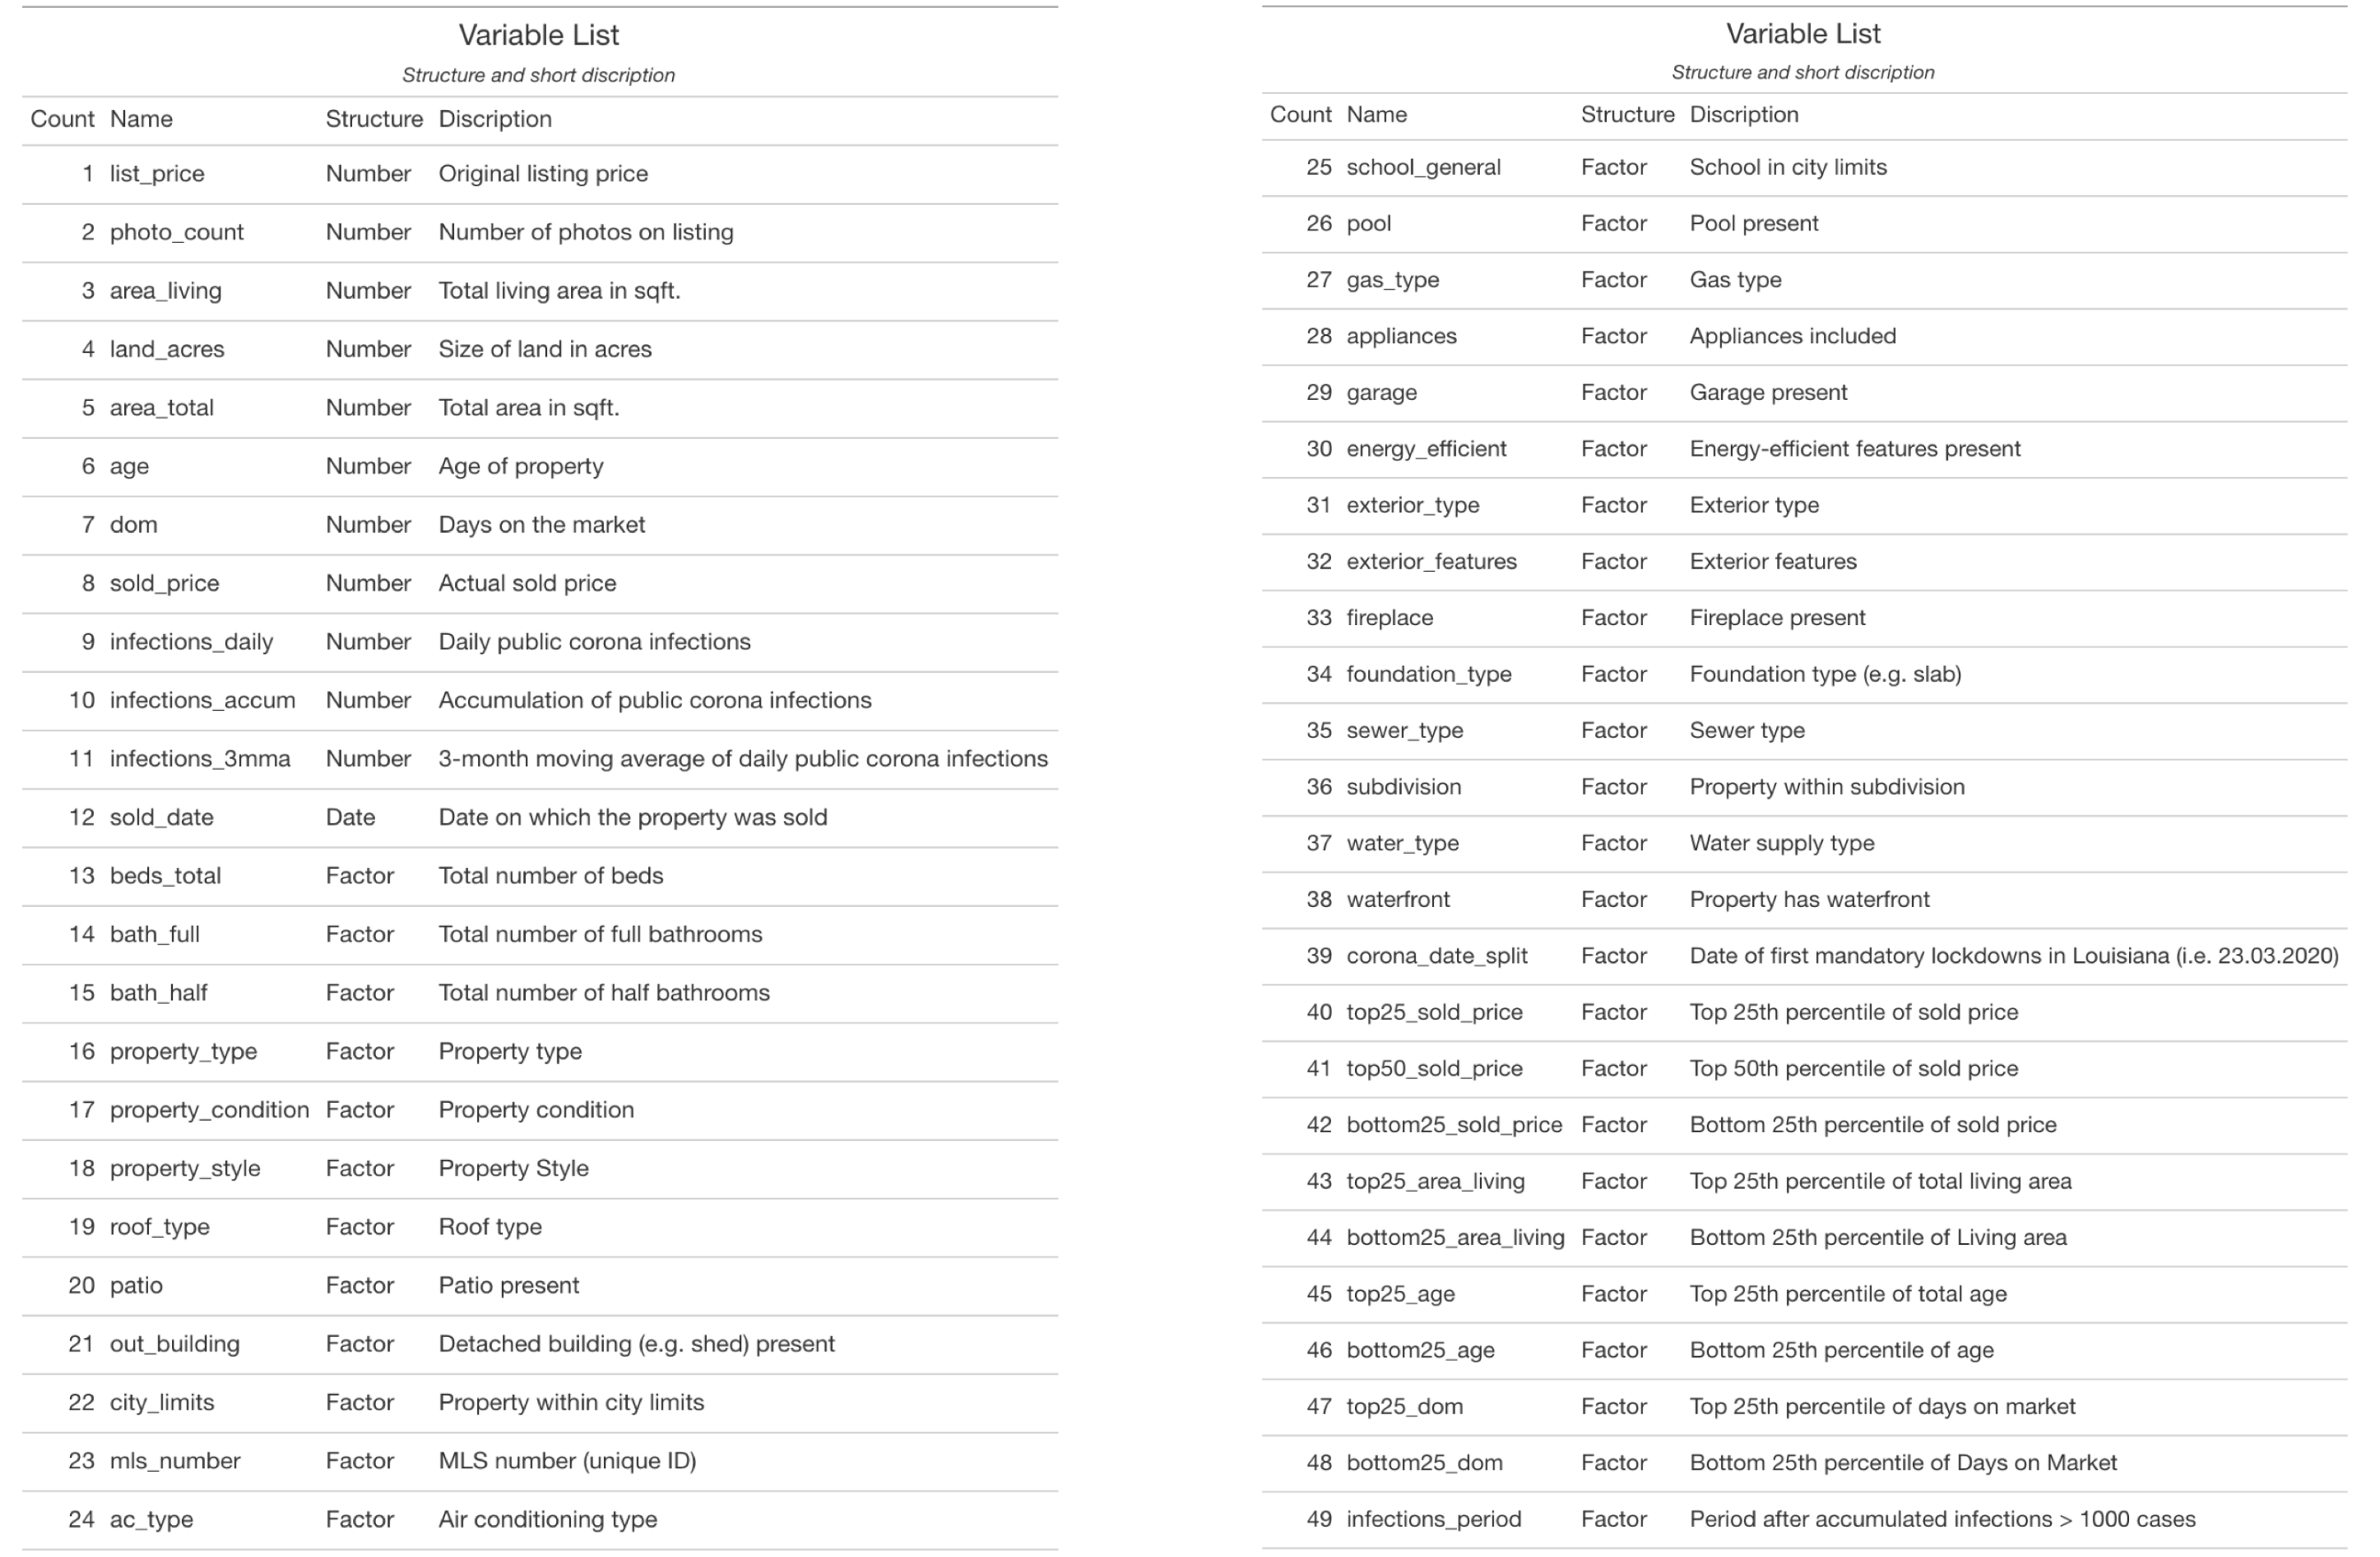 Variable List
Structure and short discription
Count Name Structure Discription
1 list_price Number Original listing price
2 photo_count Number Number of photos on listing
3 area_living Number Total living area in sqft.
4 land_acres Number Size of land in acres
5 area_total Number Total area in sqft.
6 age Number Age of property
7 dom Number Days on the market
8 sold_price Number Actual sold price
9 infections_daily Number Daily public corona infections
10 infections_accum Number Accumulation of public corona infections
11 infections_3mma Number 3-month moving average of daily public corona infections
12 sold_date Date Date on which the property was sold
13 beds_total Factor Total number of beds
14 bath_full Factor Total number of full bathrooms
15 bath_half Factor Total number of half bathrooms
16 property_type Factor Property type
17 property_condition Factor Property condition
18 property_style Factor Property Style
19 roof_type Factor Roof type
20 patio Factor Patio present
21 out_building Factor Detached building (e.g. shed) present
22 city_limits Factor Property within city limits
23 mls_number Factor MLS number (unique ID)
24 ac_type Factor Air conditioning type
Variable List
Structure and short discription
Count Name Structure Discription
25 school_general Factor School in city limits
26 pool Factor Pool present
27 gas_type Factor Gas type
28 appliances Factor Appliances included
29 garage Factor Garage present
30 energy_efficient Factor Energy-efficient features present
31 exterior_type Factor Exterior type
32 exterior_features Factor Exterior features
33 fireplace Factor Fireplace present
34 foundation_type Factor Foundation type (e.g. slab)
35 sewer_type Factor Sewer type
36 subdivision Factor Property within subdivision
37 water_type Factor Water supply type
38 waterfront Factor Property has waterfront
39 corona_date_split Factor Date of first mandatory lockdowns in Louisiana (i.e. 23.03.2020)
40 top25_sold_price Factor Top 25th percentile of sold price
41 top50_sold_price Factor Top 50th percentile of sold price
42 bottom25_sold_price Factor Bottom 25th percentile of sold price
43 top25_area_living Factor Top 25th percentile of total living area
44 bottom25_area_living Factor Bottom 25th percentile of Living area
45 top25_age Factor Top 25th percentile of total age
46 bottom25_age Factor Bottom 25th percentile of age
47 top25_dom Factor Top 25th percentile of days on market
48 bottom25_dom Factor Bottom 25th percentile of Days on Market
49 infections_period Factor Period after accumulated infections > 1000 cases